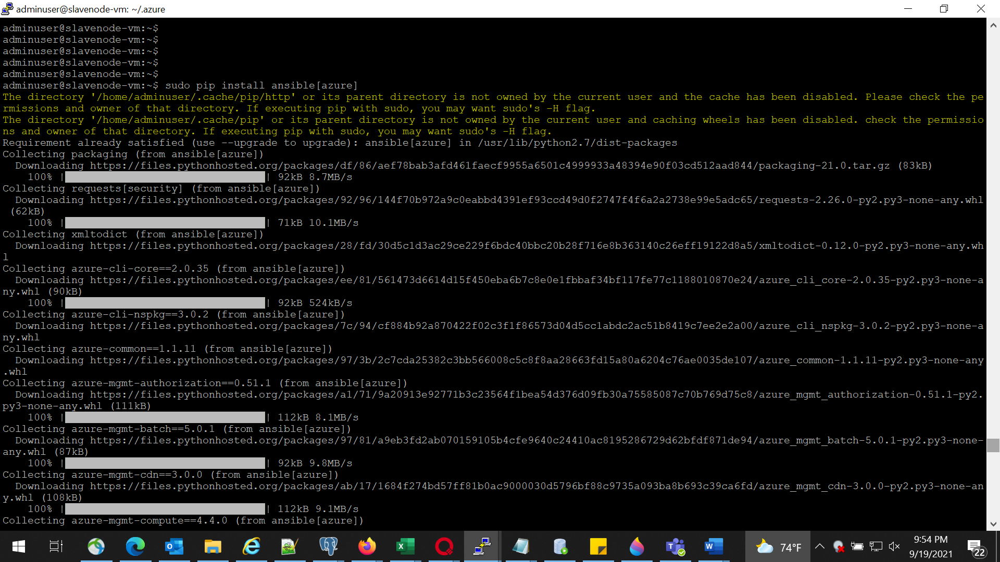 adminuser@slavenode-vm: ~/.azure
adminuser@slavenode-vm:~$
adminuser@slavenode-vm:~$
adminuser@slavenode-vm:~$
adminuser@slavenode-vm:~$
adminuser@slavenode-vm:~$
adminuser@slavenode-vm:~$ sudo pip install ansible[azure]
The directory '/home/adminuser/.cache/pip/http' or its parent directory is not owned by the current user and the cache has been disabled. Please check the pe
rmissions and owner of that directory. If executing pip with sudo, you may want sudo's -H flag.
The directory '/home/adminuser/.cache/pip' or its parent directory is not owned by the current user and caching wheels has been disabled. check the permissio
ns and owner of that directory. If executing pip with sudo, you may want sudo's -H flag.
Requirement already satisfied (use --upgrade to upgrade): ansible[azure] in /usr/lib/python2.7/dist-packages
Collecting packaging (from ansible[azure])
  Downloading https://files.pythonhosted.org/packages/df/86/aef78bab3afd461faecf9955a6501c4999933a48394e90f03cd512aad844/packaging-21.0.tar.gz (83kB)
    100% |                                | 92kB 8.7MB/s
Collecting requests[security] (from ansible[azure])
  Downloading https://files.pythonhosted.org/packages/92/96/144f70b972a9c0eabbd4391ef93ccd49d0f2747f4f6a2a2738e99e5adc65/requests-2.26.0-py2.py3-none-any.whl
 (62kB)
    100% |                                | 71kB 10.1MB/s
Collecting xmltodict (from ansible[azure])
  Downloading https://files.pythonhosted.org/packages/28/fd/30d5c1d3ac29ce229f6bdc40bbc20b28f716e8b363140c26eff19122d8a5/xmltodict-0.12.0-py2.py3-none-any.wh
l
Collecting azure-cli-core==2.0.35 (from ansible[azure])
  Downloading https://files.pythonhosted.org/packages/ee/81/561473d6614d15f450eba6b7c8e0e1fbbaf34bf117fe77c1188010870e24/azure_cli_core-2.0.35-py2.py3-none-a
ny.whl (90kB)
    100% |                                | 92kB 524kB/s
Collecting azure-cli-nspkg==3.0.2 (from ansible[azure])
  Downloading https://files.pythonhosted.org/packages/7c/94/cf884b92a870422f02c3f1f86573d04d5cc1abdc2ac51b8419c7ee2e2a00/azure_cli_nspkg-3.0.2-py2.py3-none-a
ny.whl
Collecting azure-common==1.1.11 (from ansible[azure])
  Downloading https://files.pythonhosted.org/packages/97/3b/2c7cda25382c3bb566008c5c8f8aa28663fd15a80a6204c76ae0035de107/azure_common-1.1.11-py2.py3-none-any
.whl
Collecting azure-mgmt-authorization==0.51.1 (from ansible[azure])
  Downloading https://files.pythonhosted.org/packages/a1/71/9a20913e92771b3c23564f1bea54d376d09fb30a75585087c70b769d75c8/azure_mgmt_authorization-0.51.1-py2.
py3-none-any.whl (111kB)
    100% |                                | 112kB 8.1MB/s
Collecting azure-mgmt-batch==5.0.1 (from ansible[azure])
  Downloading https://files.pythonhosted.org/packages/97/81/a9eb3fd2ab070159105b4cfe9640c24410ac8195286729d62bfdf871de94/azure_mgmt_batch-5.0.1-py2.py3-none-
any.whl (87kB)
    100% |                                | 92kB 9.8MB/s
Collecting azure-mgmt-cdn==3.0.0 (from ansible[azure])
  Downloading https://files.pythonhosted.org/packages/ab/17/1684f274bd57ff81b0ac9000030d5796bf88c9735a093ba8b693c39ca6fd/azure_mgmt_cdn-3.0.0-py2.py3-none-an
y.whl (108kB)
    100% |                                | 112kB 9.1MB/s
Collecting azure-mgmt-compute==4.4.0 (from ansible[azure])
74°F
9:54 PM
9/19/2021
22